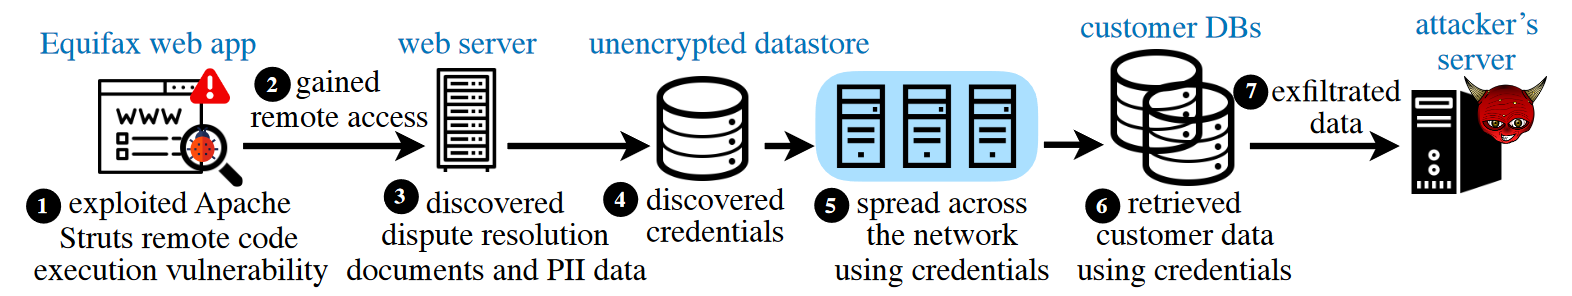 Equifax web app
WWW
1 exploited Apache
Struts remote code
execution vulnerability
2 gained
remote access
web server
3 discovered
dispute resolution
documents and PII data
unencrypted datastore
4 discovered
credentials
5 spread across
the network
using credentials
customer DBs
6 retrieved
customer data
using credentials
7 exfiltrated
data
attacker's
server